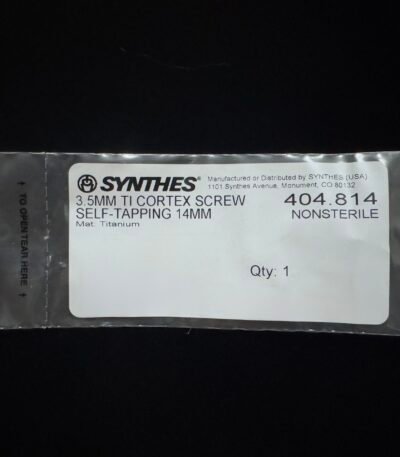 SYNTHES®
Manufactured or Distributed by SYNTHES (USA)
1101 Synthes Avenue, Monument, CO 80132
3.5MM TI CORTEX SCREW
404.814
SELF-TAPPING 14MM
NONSTERILE
Mat: Titanium
Qty: 1
↑ TO OPEN TEAR HERE ↑